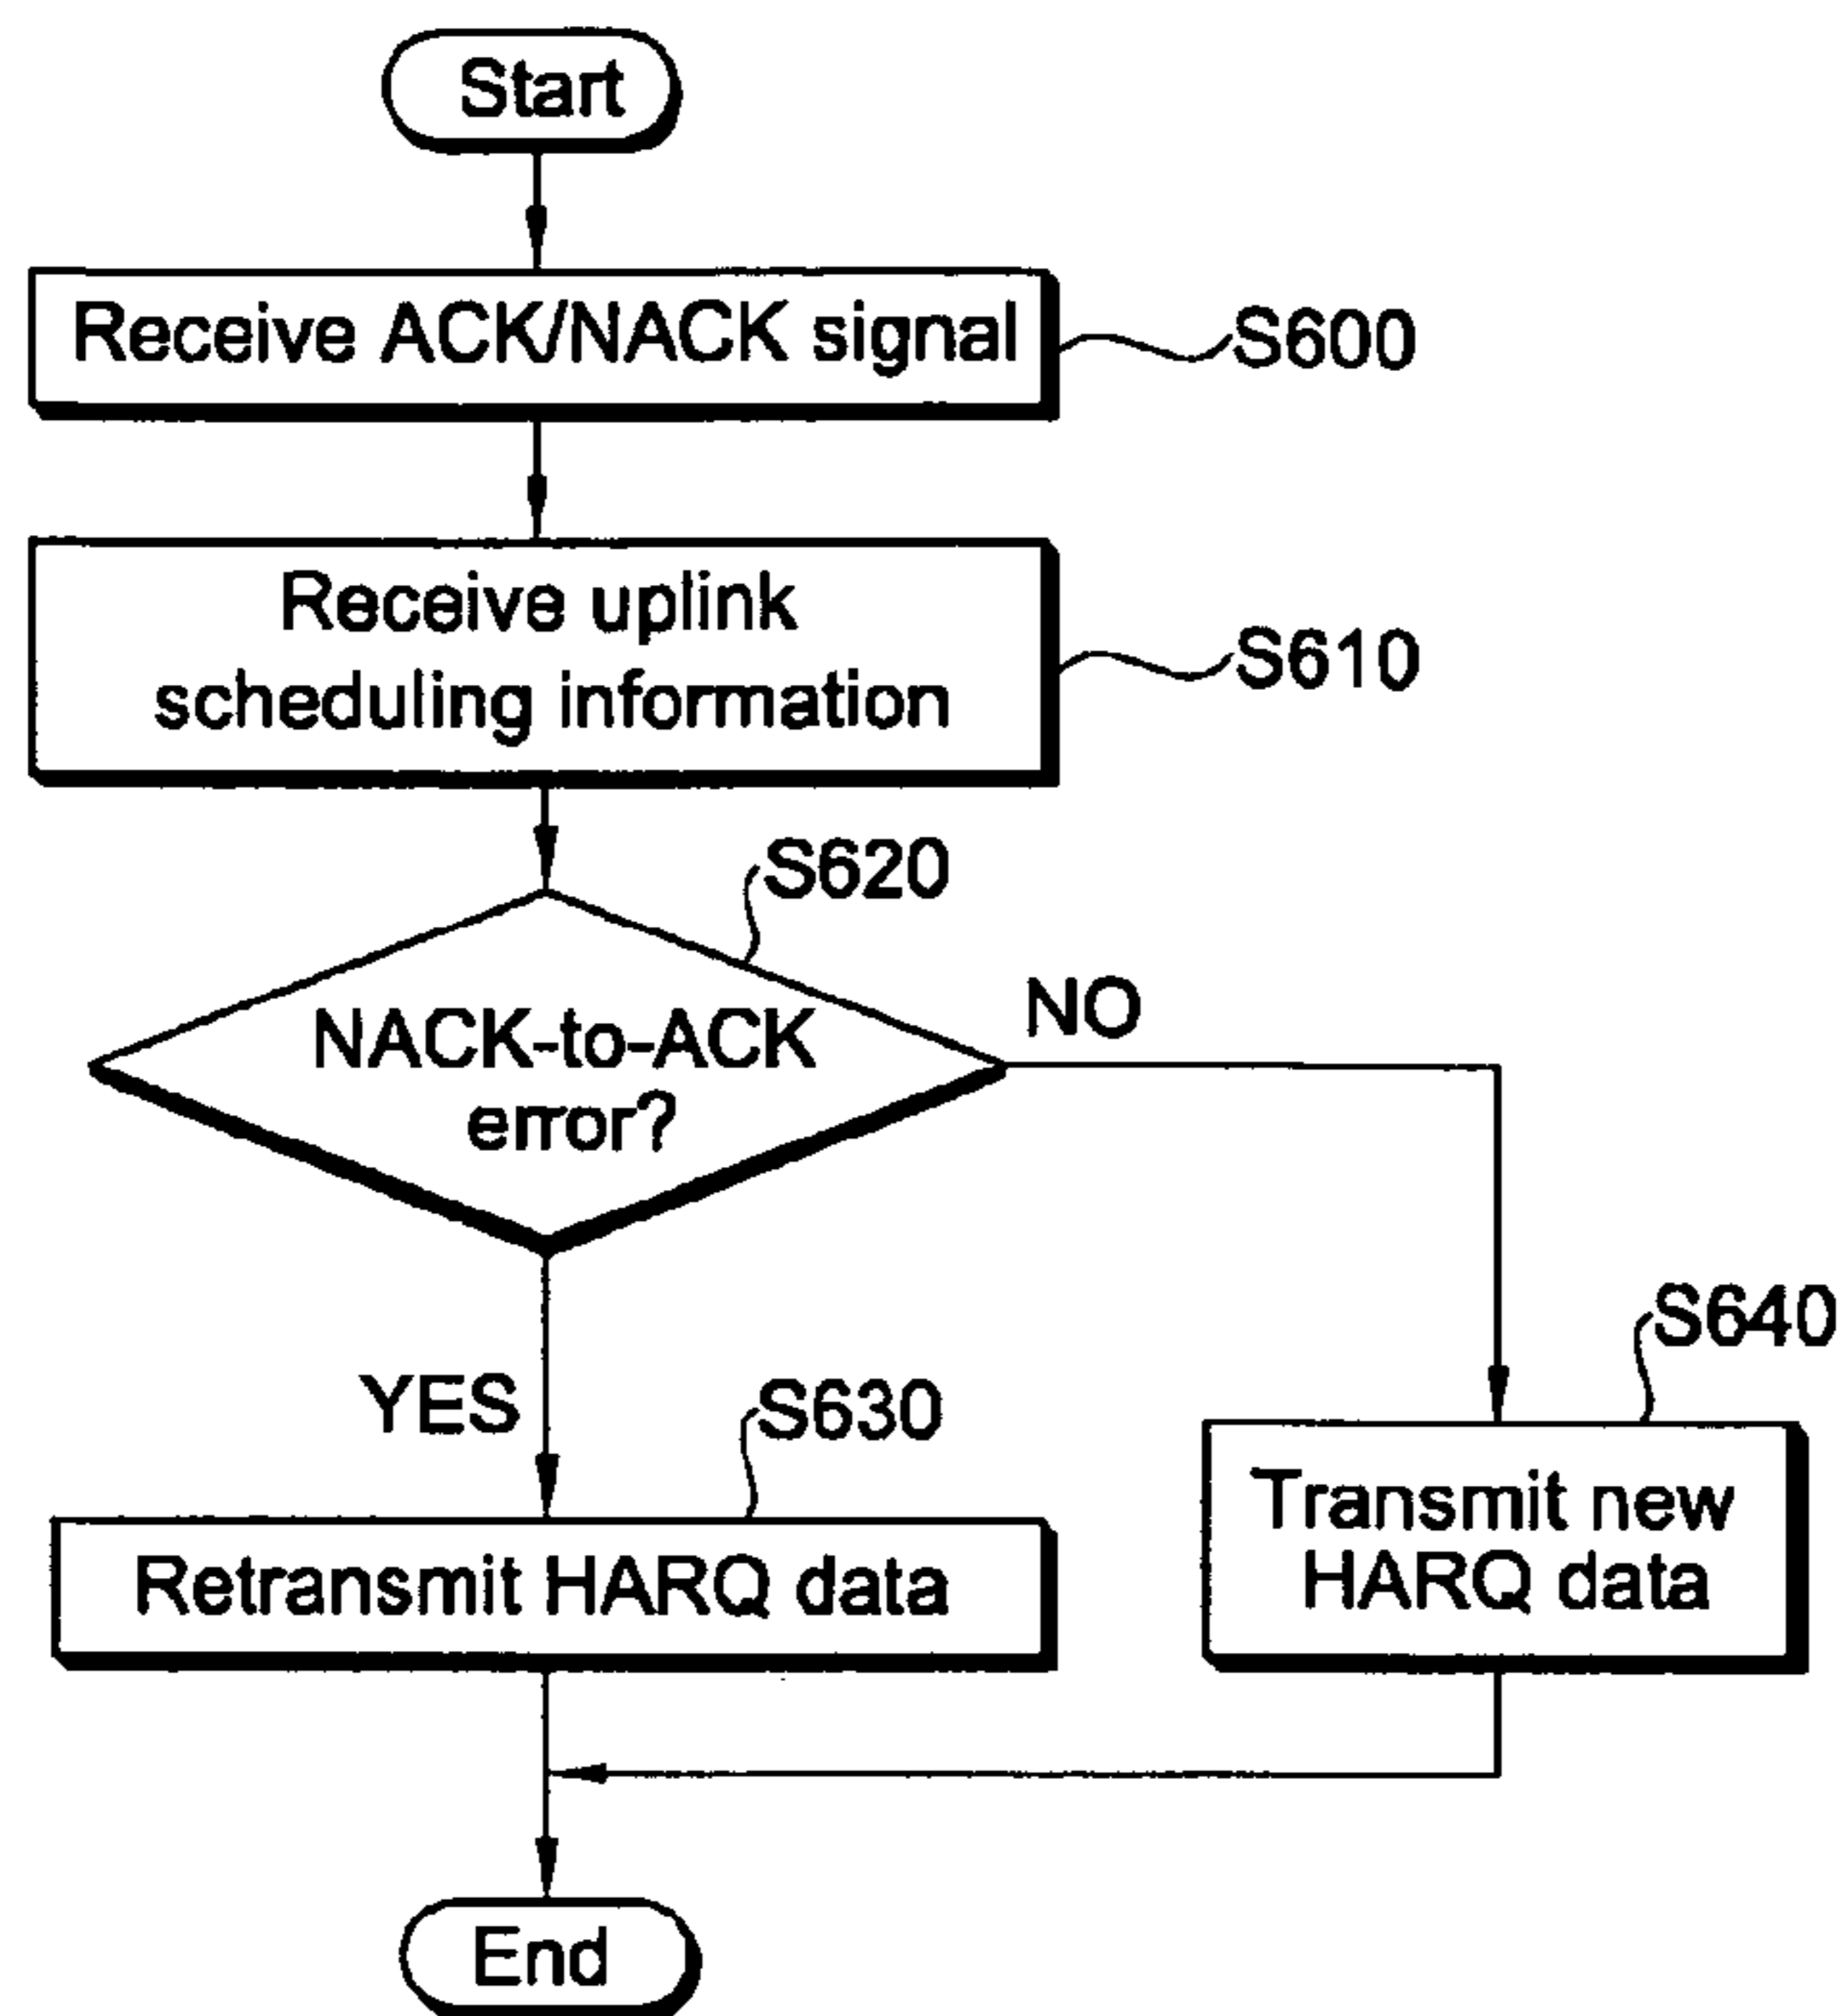 Start
Receive ACK/NACK signal
S600
Receive uplink
scheduling information
S610
S620
NACK-to-ACK
error?
NO
YES
S630
S640
Retransmit HARQ data
Transmit new
HARQ data
End